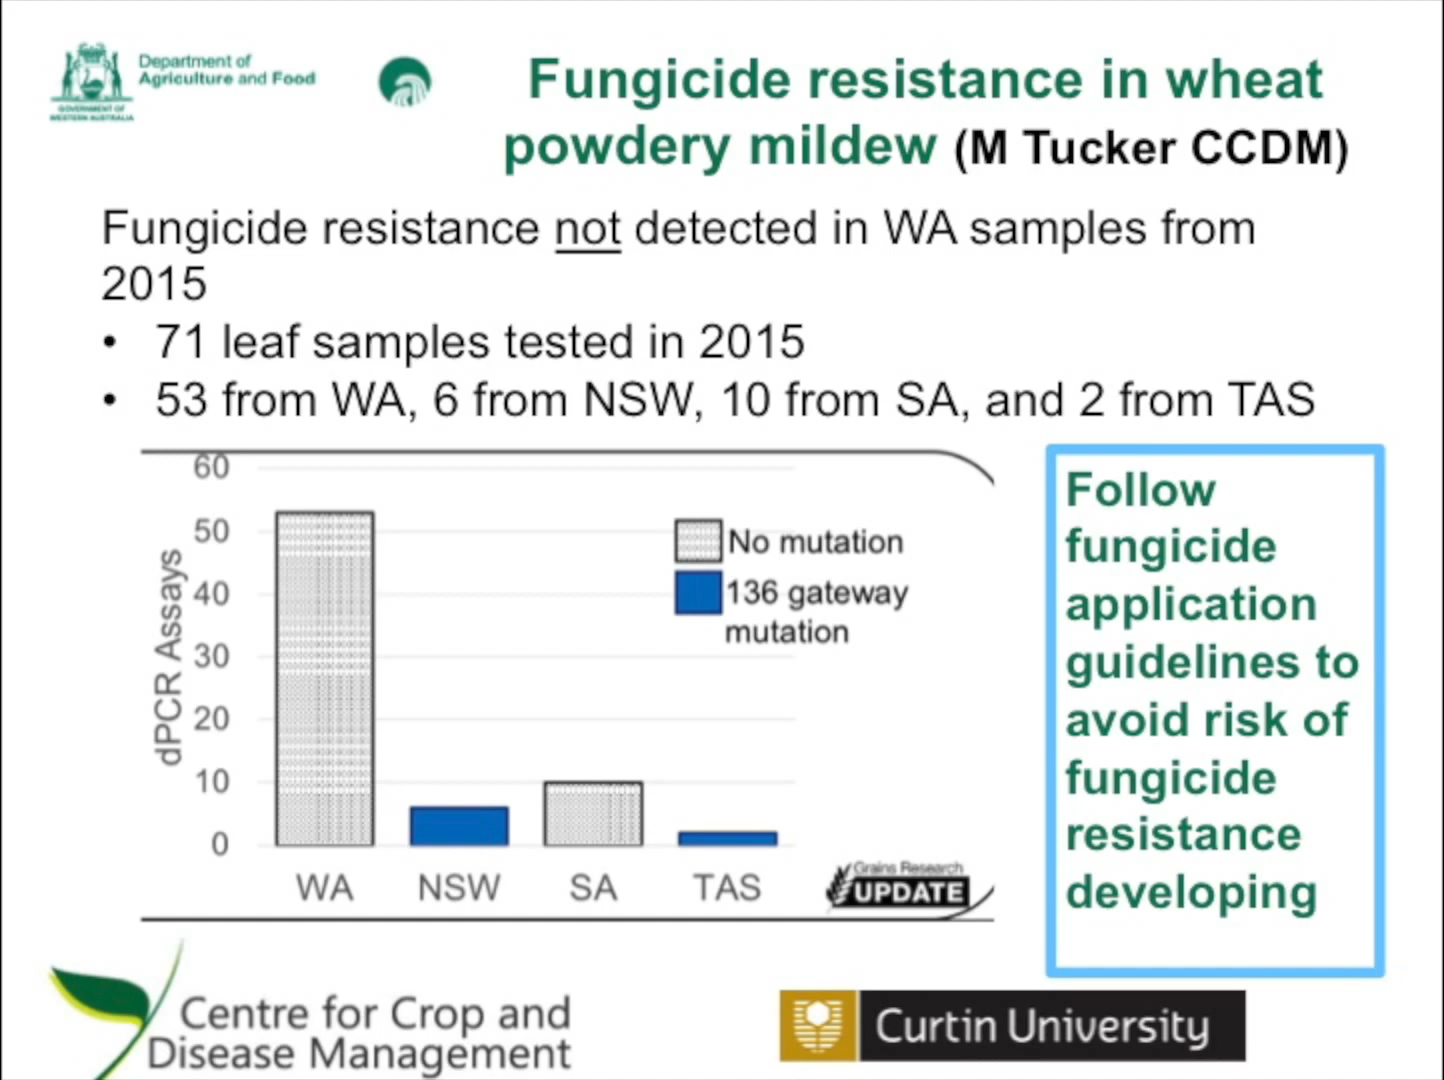 Department of
Agriculture and Food
GOVERNMENT OF
WESTERN AUSTRALIA
Fungicide resistance in wheat
powdery mildew (M Tucker CCDM)
Fungicide resistance not detected in WA samples from
2015
• 71 leaf samples tested in 2015
• 53 from WA, 6 from NSW, 10 from SA, and 2 from TAS
dPCR Assays
60
50
40
30
20
10
0
WA NSW SA TAS
No mutation
136 gateway
mutation
Grains Research
UPDATE
Follow
fungicide
application
guidelines to
avoid risk of
fungicide
resistance
developing
Centre for Crop and
Disease Management
Curtin University